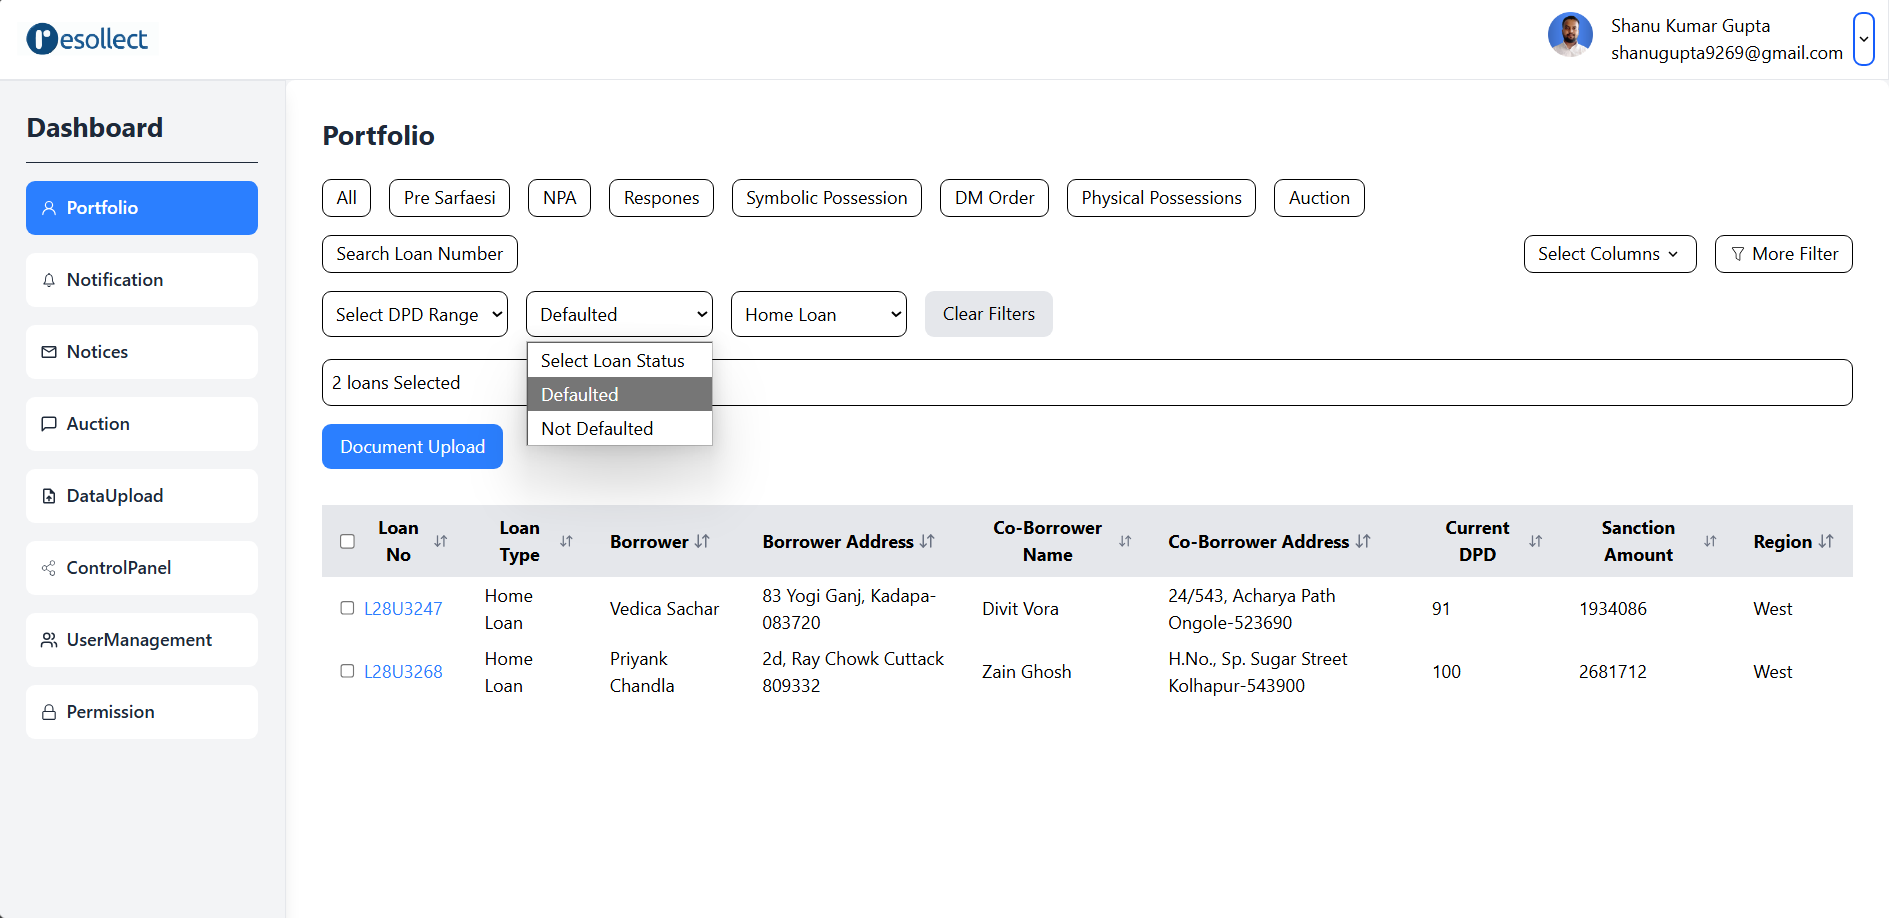 resollect
Shanu Kumar Gupta
shanugupta9269@gmail.com
Dashboard
Portfolio
Notification
Notices
Auction
DataUpload
ControlPanel
UserManagement
Permission
Portfolio
All Pre Sarfaesi NPA Respones Symbolic Possession DM Order Physical Possessions Auction
Search Loan Number Select Columns More Filter
Select DPD Range Defaulted Home Loan Clear Filters
Select Loan Status
Defaulted
Not Defaulted
2 loans Selected
Document Upload
Loan No Loan Type Borrower Borrower Address Co-Borrower Name Co-Borrower Address Current DPD Sanction Amount Region
L28U3247 Home Loan Vedica Sachar 83 Yogi Ganj, Kadapa-083720 Divit Vora 24/543, Acharya Path Ongole-523690 91 1934086 West
L28U3268 Home Loan Priyank Chandla 2d, Ray Chowk Cuttack 809332 Zain Ghosh H.No., Sp. Sugar Street Kolhapur-543900 100 2681712 West